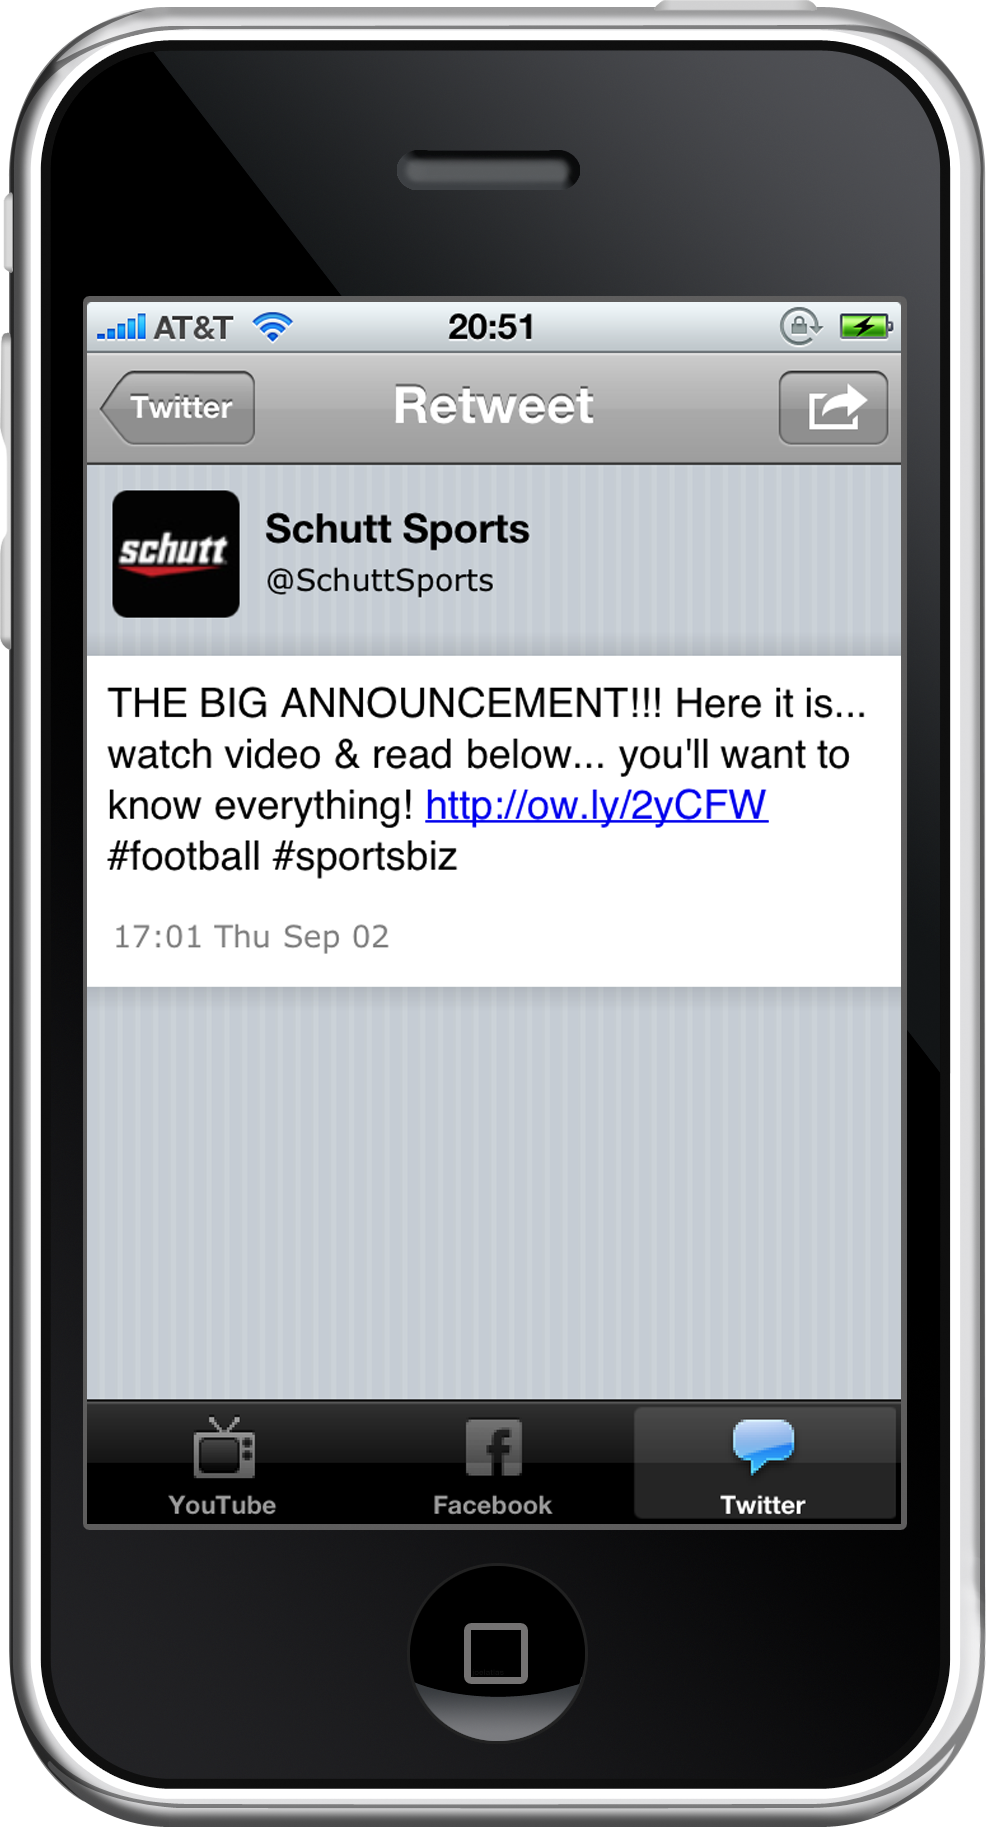 AT&T 20:51
Twitter Retweet
schutt
Schutt Sports
@SchuttSports
THE BIG ANNOUNCEMENT!!! Here it is...
watch video & read below... you'll want to
know everything! http://ow.ly/2yCFW
#football #sportsbiz
17:01 Thu Sep 02
YouTube Facebook Twitter